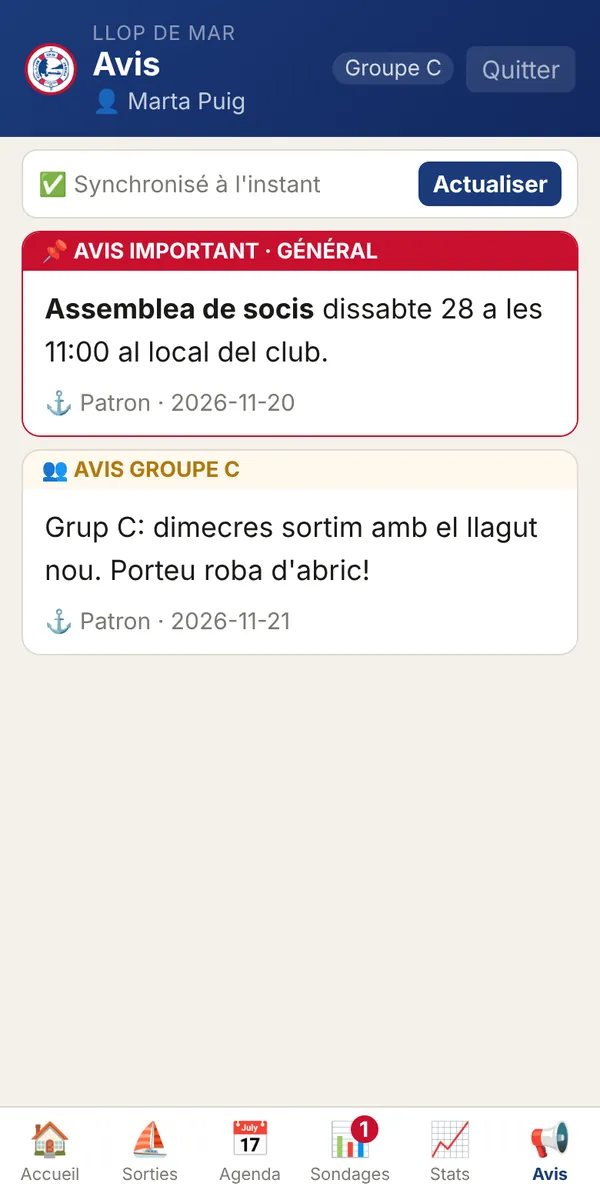 LLOP DE MAR
Avis
👤 Marta Puig
Groupe C
Quitter
✅ Synchronisé à l'instant
Actualiser
📌 AVIS IMPORTANT · GÉNÉRAL
Assemblea de socis dissabte 28 a les
11:00 al local del club.
⚓ Patron · 2026-11-20
👥 AVIS GROUPE C
Grup C: dimecres sortim amb el llagut
nou. Porteu roba d'abric!
⚓ Patron · 2026-11-21
July
17
1
Accueil
Sorties
Agenda
Sondages
Stats
Avis